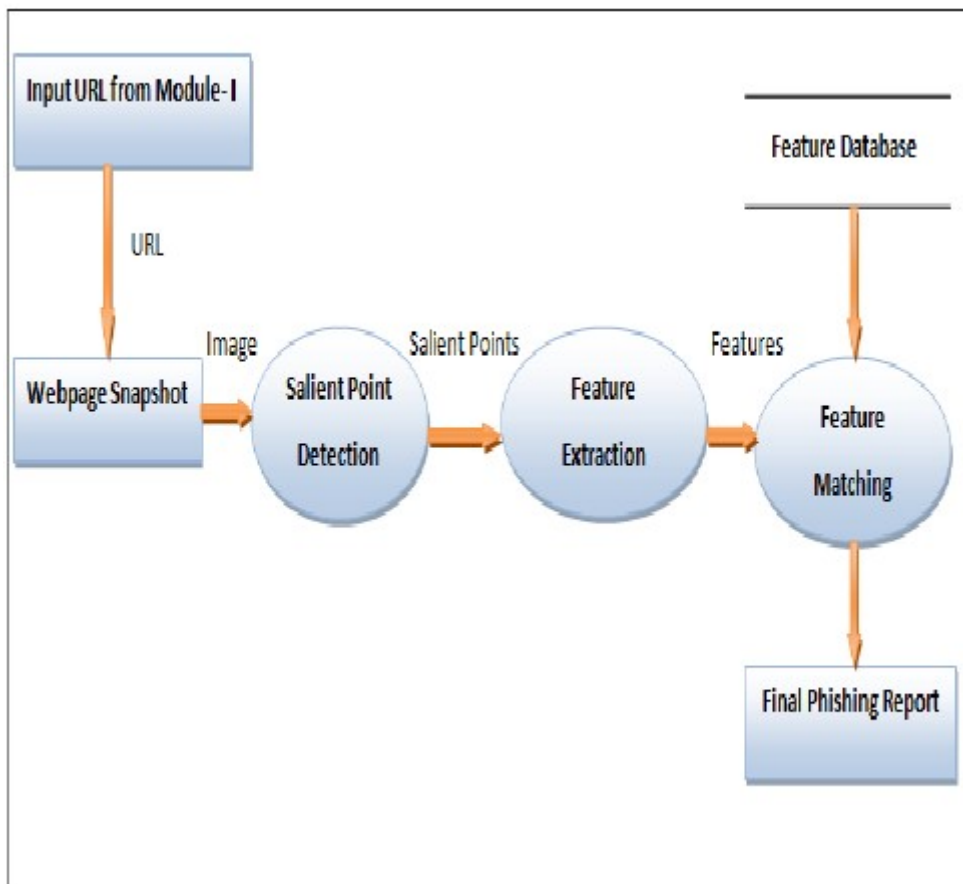 Input URL from Module- I
Feature Database
URL
Image
Salient Points
Features
Webpage Snapshot
Salient Point
Detection
Feature
Extraction
Feature
Matching
Final Phishing Report